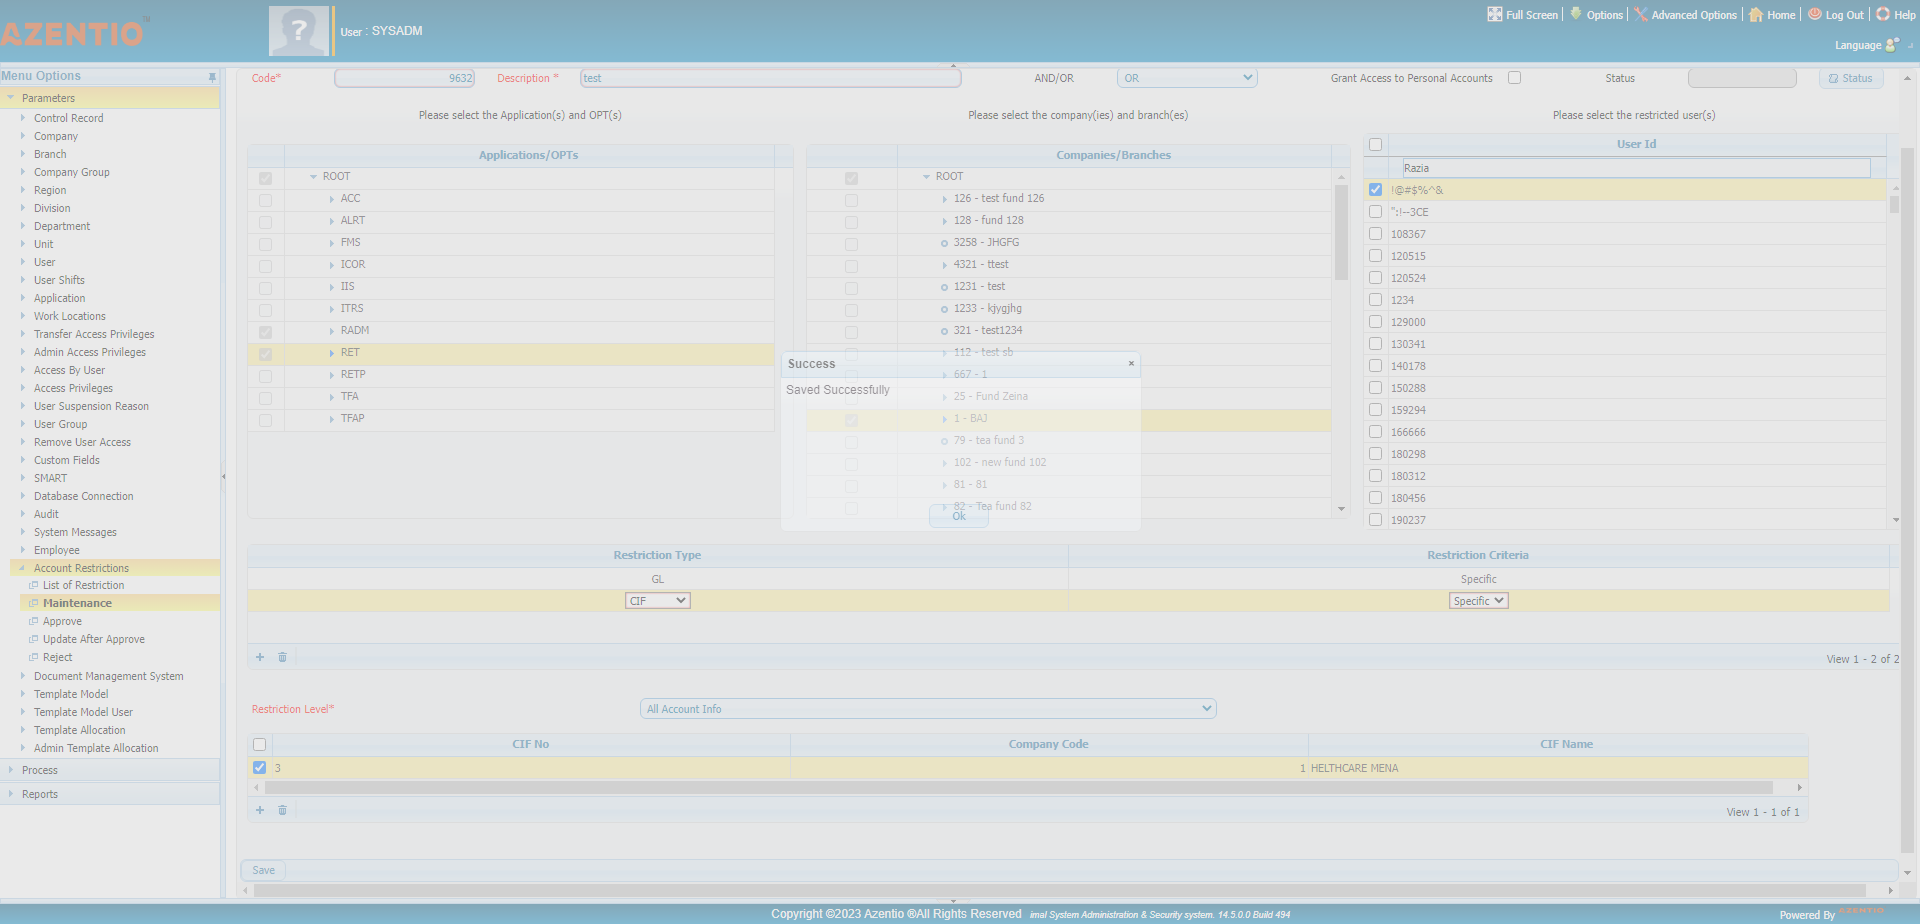 AZENTIO™
User : SYSADM
Full Screen
Options
Advanced Options
Home
Log Out
Help
Language
Menu Options
Parameters
Control Record
Company
Branch
Company Group
Region
Division
Department
Unit
User
User Shifts
Application
Work Locations
Transfer Access Privileges
Admin Access Privileges
Access By User
Access Privileges
User Suspension Reason
User Group
Remove User Access
Custom Fields
SMART
Database Connection
Audit
System Messages
Employee
Account Restrictions
List of Restriction
Maintenance
Approve
Update After Approve
Reject
Document Management System
Template Model
Template Model User
Template Allocation
Admin Template Allocation
Process
Reports
Code* 9632 Description * test AND/OR OR Grant Access to Personal Accounts Status Status
Please select the Application(s) and OPT(s)
Applications/OPTs
ROOT
ACC
ALRT
FMS
ICOR
IIS
ITRS
RADM
RET
RETP
TFA
TFAP
Please select the company(ies) and branch(es)
Companies/Branches
ROOT
126 - test fund 126
128 - fund 128
3258 - JHGFG
4321 - ttest
1231 - test
1233 - kjygjhg
321 - test1234
112 - test sb
667 - 1
25 - Fund Zeina
1 - BAJ
79 - tea fund 3
102 - new fund 102
81 - 81
82 - Tea fund 82
Success ×
Saved Successfully
Ok
Please select the restricted user(s)
User Id
Razia
!@#$%^&
":!--3CE
108367
120515
120524
1234
129000
130341
140178
150288
159294
166666
180298
180312
180456
190237
Restriction Type Restriction Criteria
GL Specific
CIF Specific
View 1 - 2 of 2
Restriction Level* All Account Info
CIF No Company Code CIF Name
3 1 HELTHCARE MENA
View 1 - 1 of 1
Save
Copyright ©2023 Azentio ®All Rights Reserved imal System Administration & Security system. 14.5.0.0 Build 494
Powered By AZENTIO